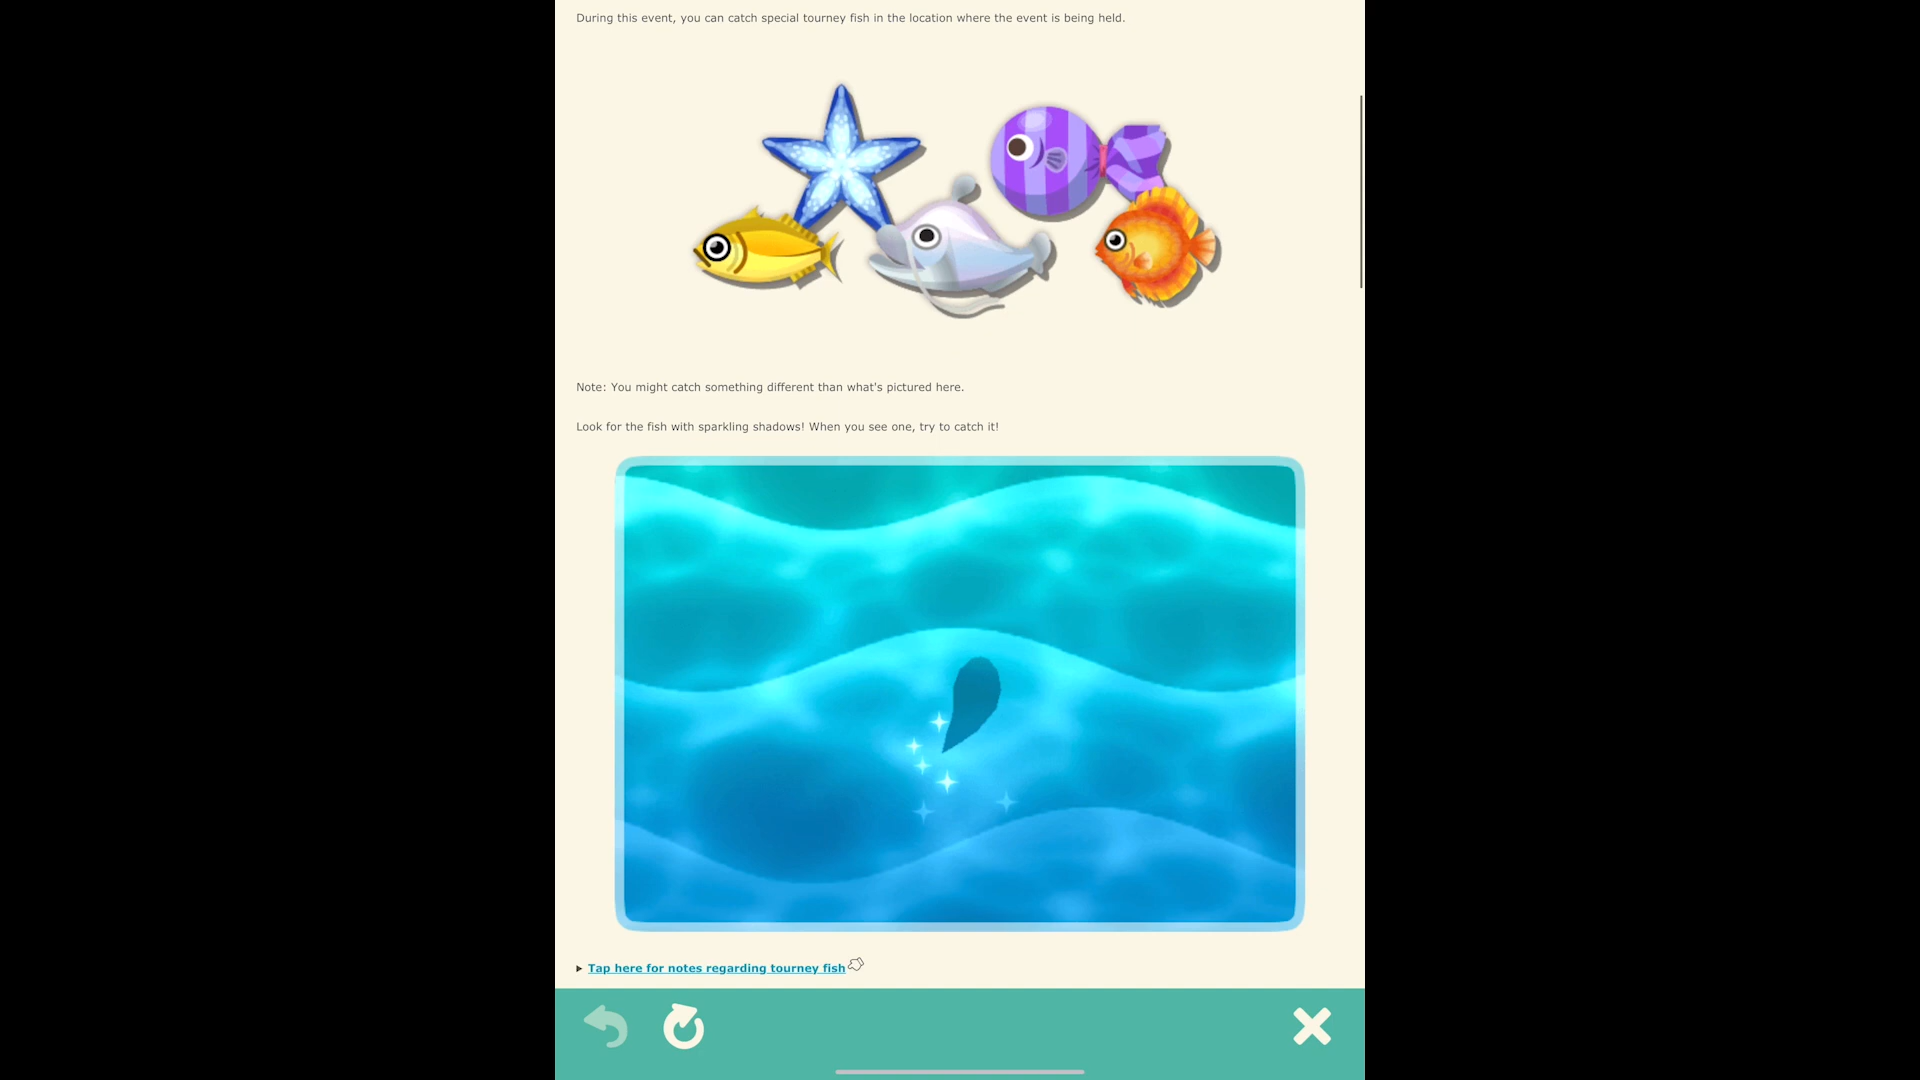 During this event, you can catch special tourney fish in the location where the event is being held.
Note: You might catch something different than what's pictured here.
Look for the fish with sparkling shadows! When you see one, try to catch it!
Tap here for notes regarding tourney fish